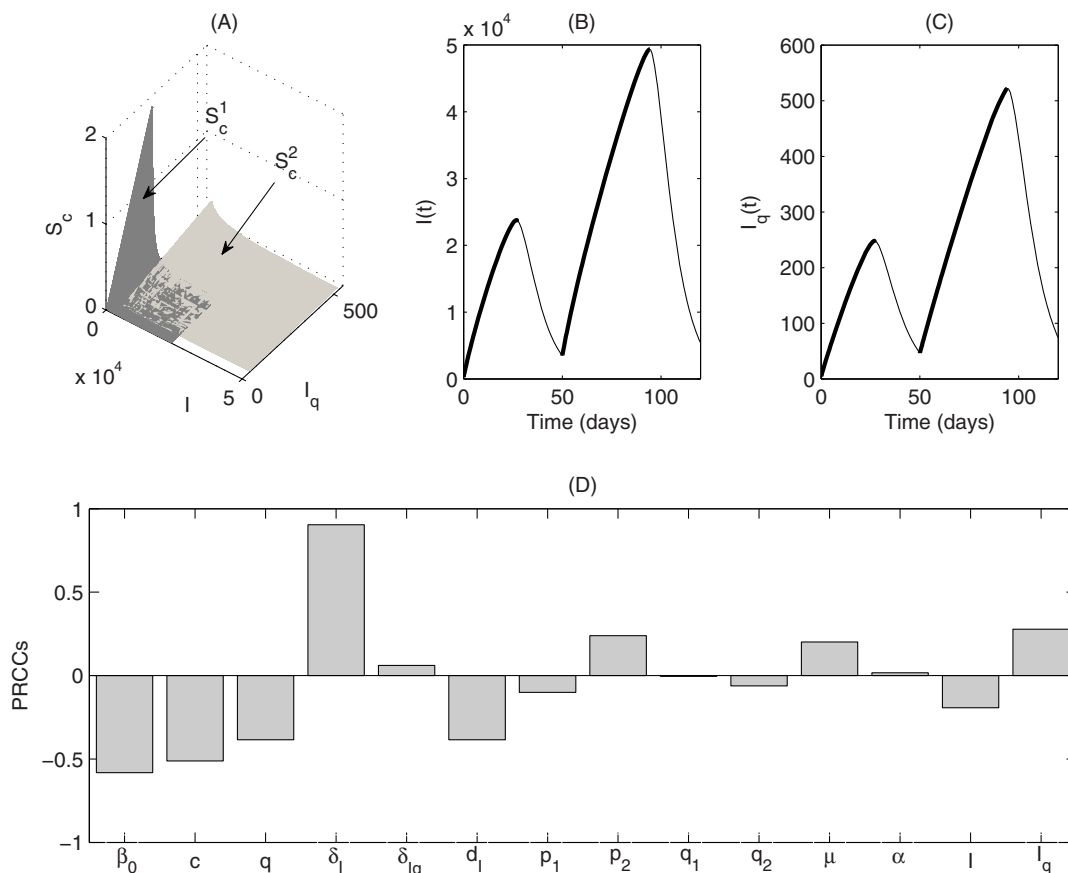 (A)
S_c
2
1
0
S_c^1
S_c^2
0
x 10^4
I
5
0
I_q
500
(B)
x 10^4
I(t)
5
4
3
2
1
0
0
50
100
Time (days)
(C)
I_q(t)
600
500
400
300
200
100
0
0
50
100
Time (days)
(D)
PRCCs
1
0.5
0
−0.5
−1
β_0 c q δ_I δ_Iq d_I p_1 p_2 q_1 q_2 μ α I I_q